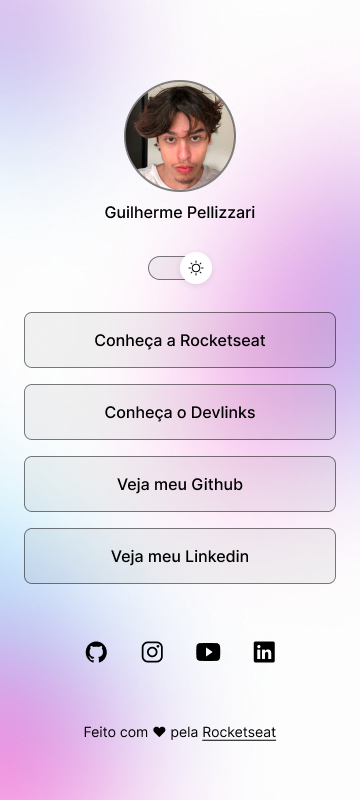 Guilherme Pellizzari
Conheça a Rocketseat
Conheça o Devlinks
Veja meu Github
Veja meu Linkedin
Feito com ♥ pela Rocketseat